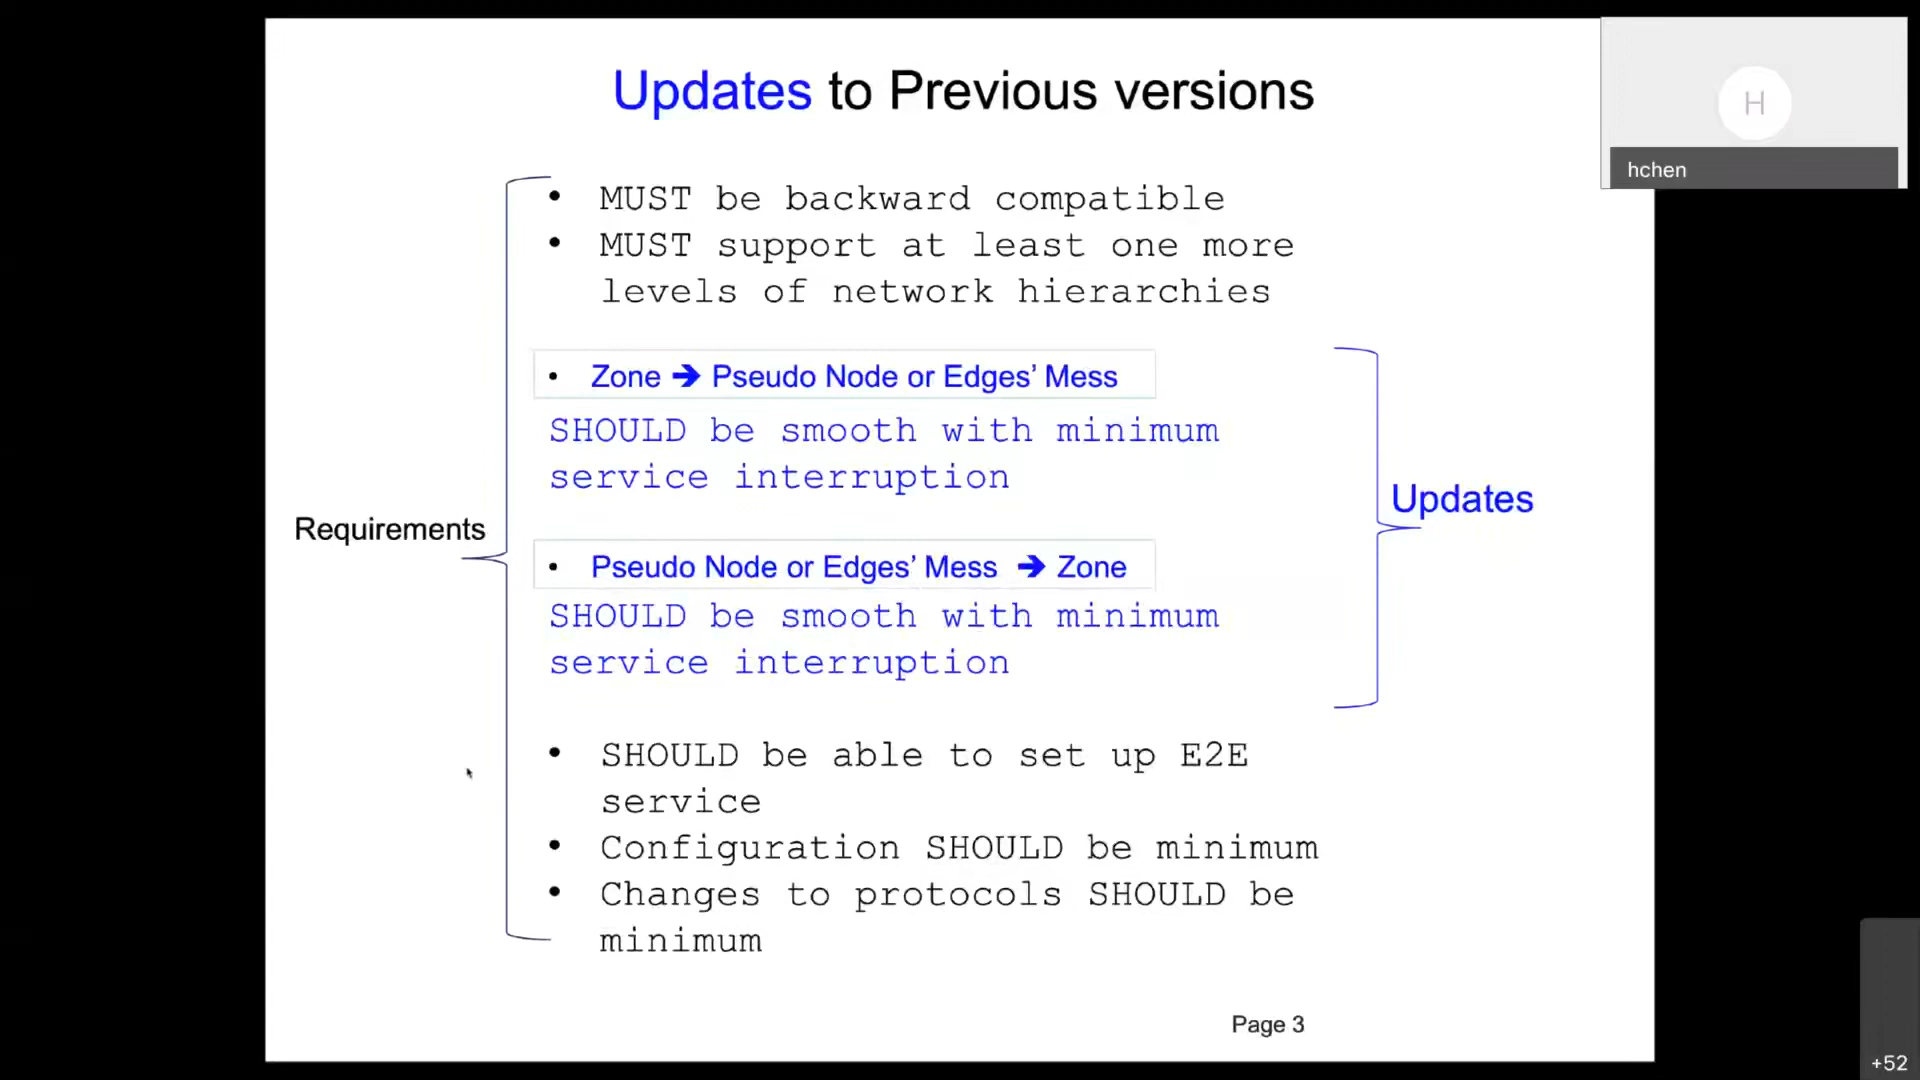 Updates to Previous versions
H
hchen
• MUST be backward compatible
• MUST support at least one more
levels of network hierarchies
• Zone ➔ Pseudo Node or Edges’ Mess
SHOULD be smooth with minimum
service interruption
Updates
Requirements
• Pseudo Node or Edges’ Mess ➔ Zone
SHOULD be smooth with minimum
service interruption
• SHOULD be able to set up E2E
service
• Configuration SHOULD be minimum
• Changes to protocols SHOULD be
minimum
Page 3
+52